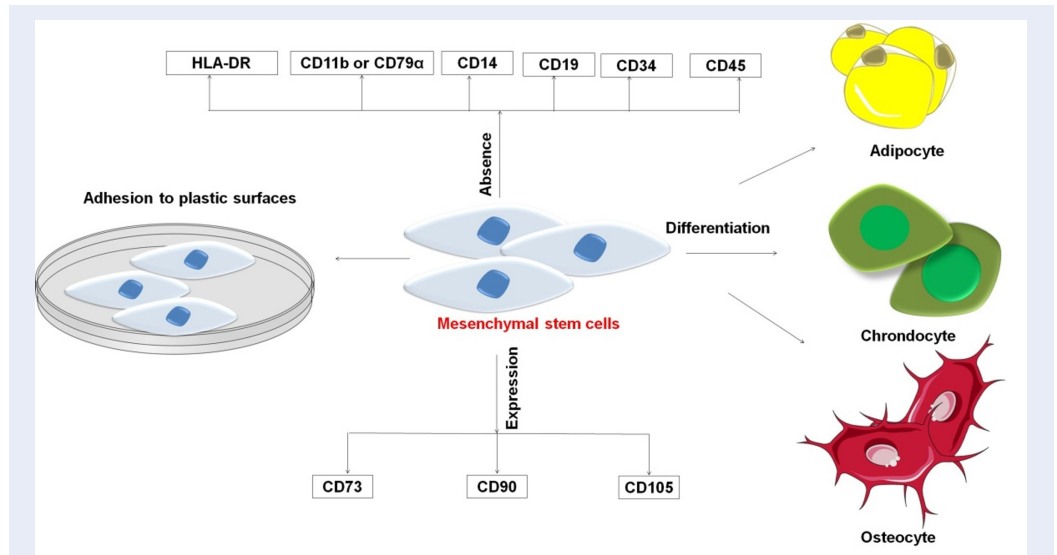 HLA-DR
CD11b or CD79α
CD14
CD19
CD34
CD45
Absence
Adipocyte
Adhesion to plastic surfaces
Differentiation
Mesenchymal stem cells
Chrondocyte
Expression
CD73
CD90
CD105
Osteocyte